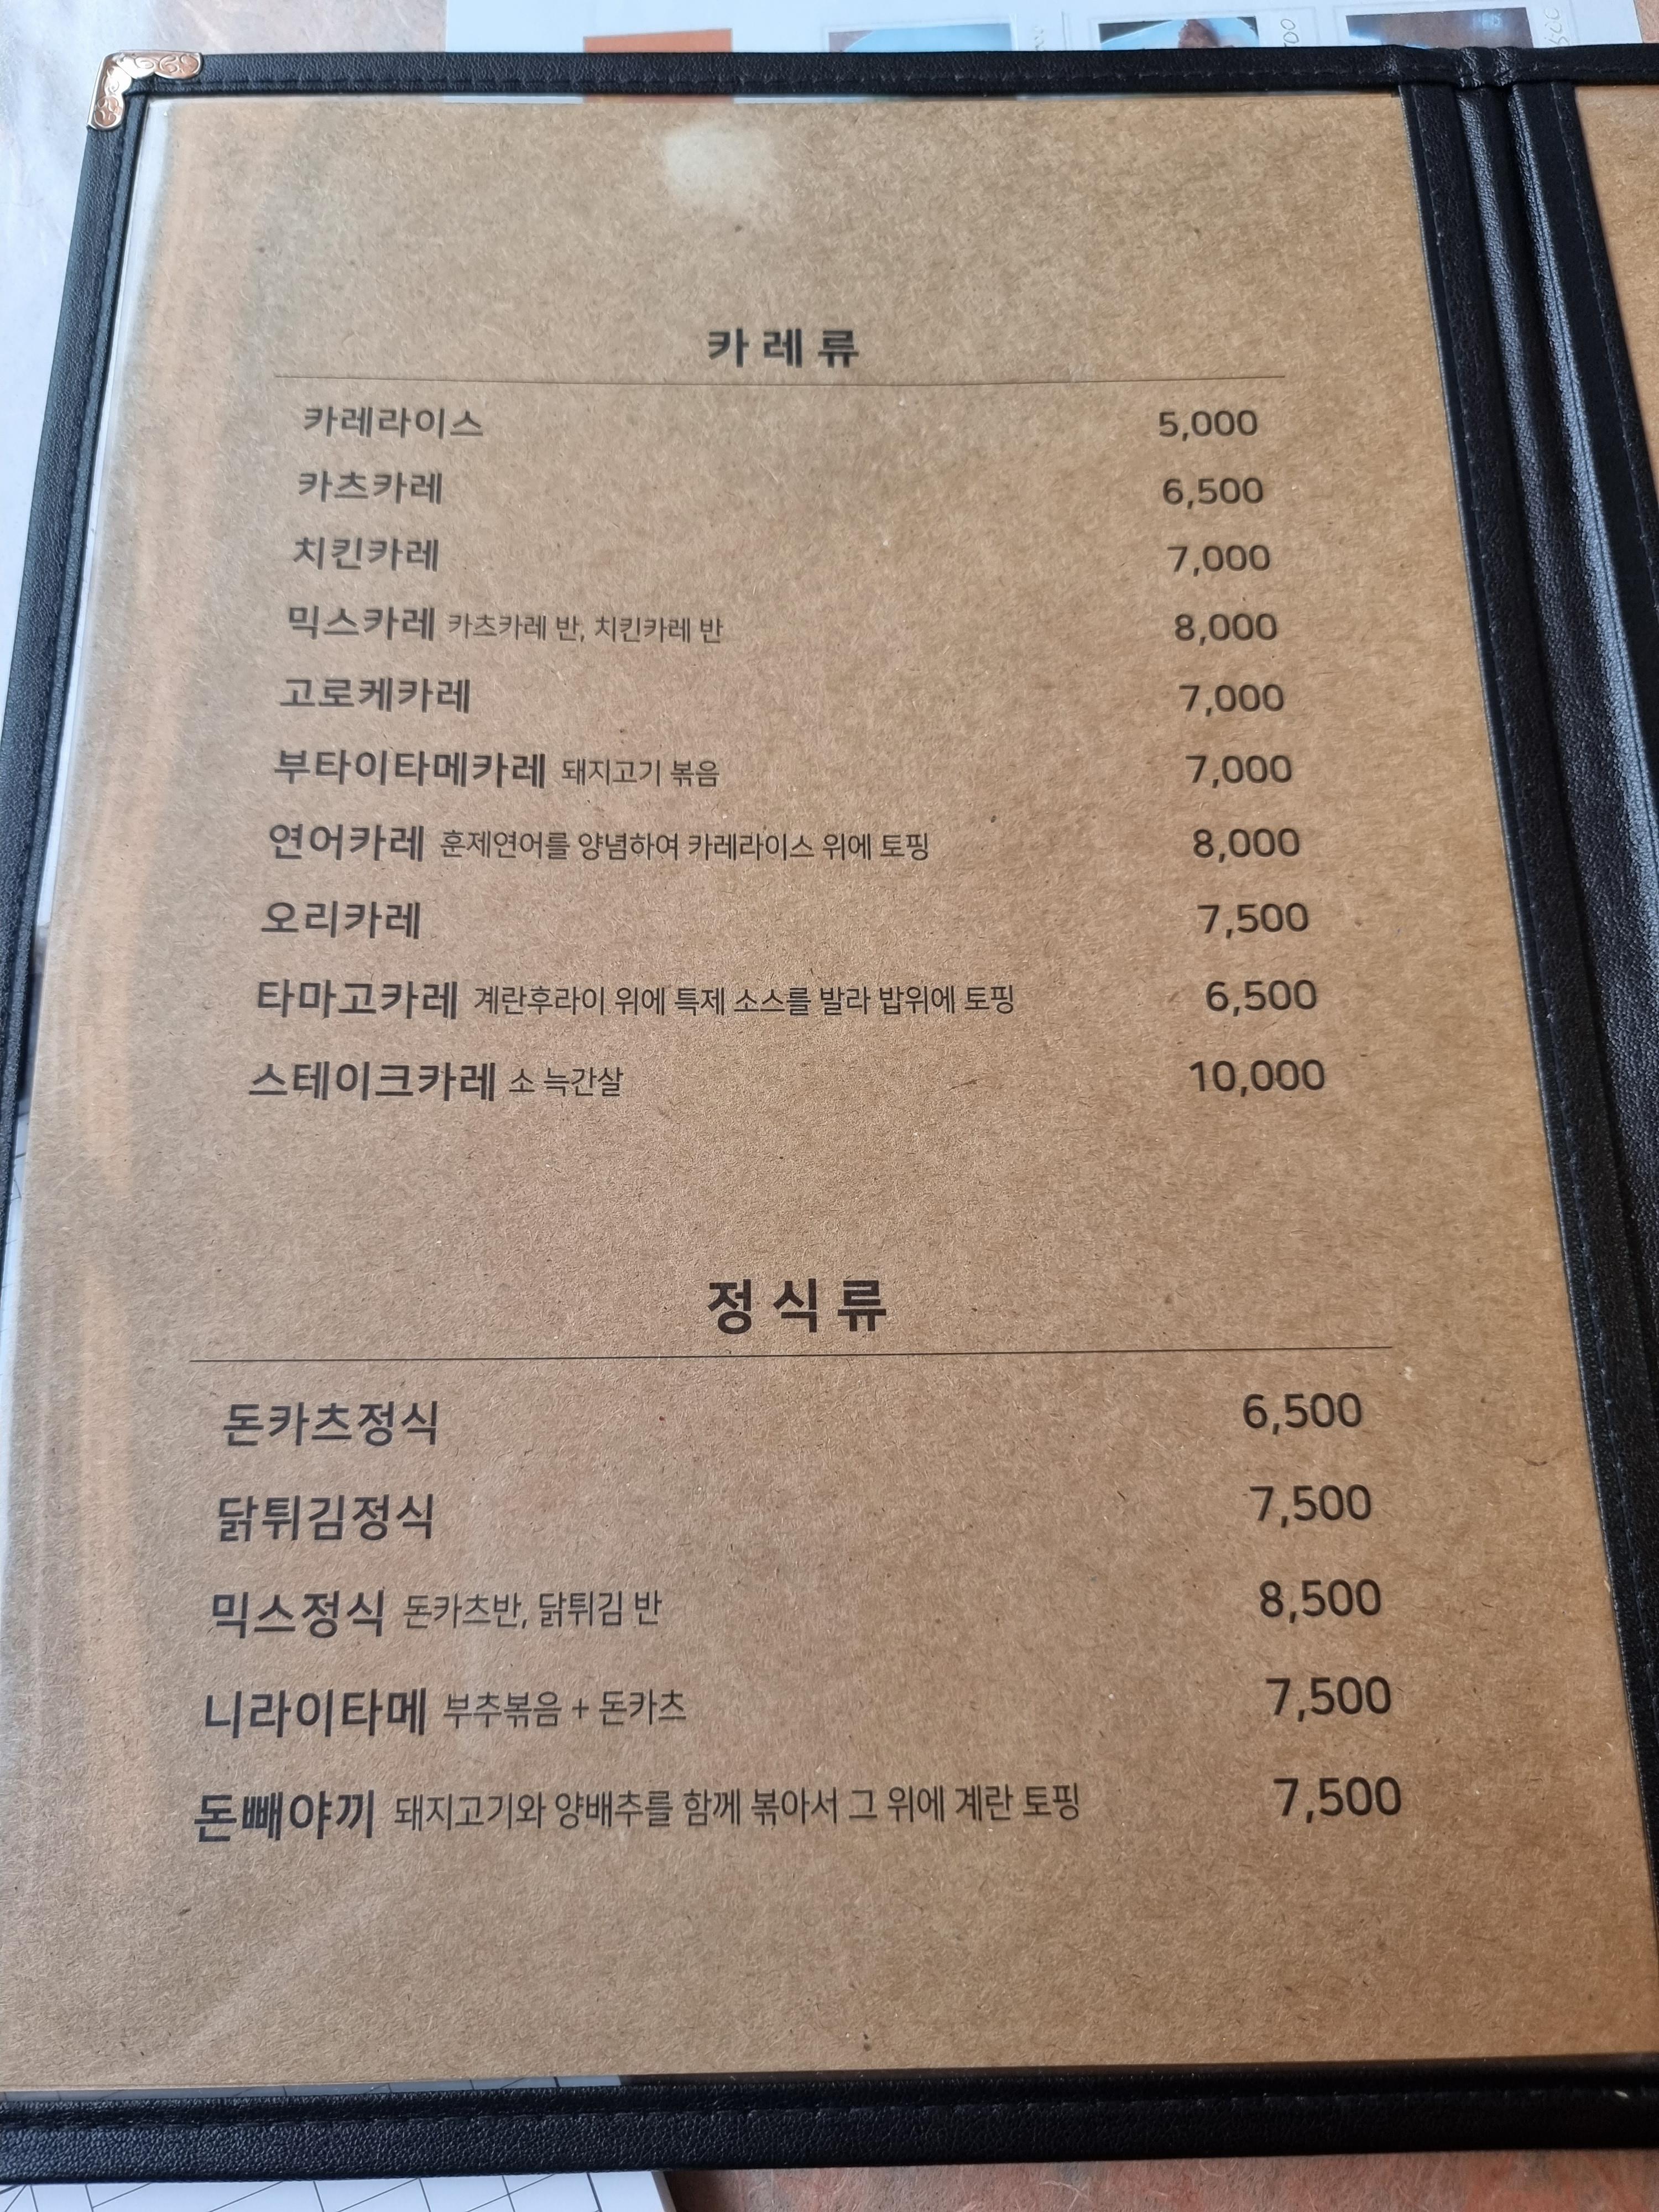 카레류
카레라이스 5,000
카츠카레 6,500
치킨카레 7,000
믹스카레 카츠카레 반, 치킨카레 반 8,000
고로케카레 7,000
부타이타메카레 돼지고기 볶음 7,000
연어카레 훈제연어를 양념하여 카레라이스 위에 토핑 8,000
오리카레 7,500
타마고카레 계란후라이 위에 특제 소스를 발라 밥위에 토핑 6,500
스테이크카레 소 늑간살 10,000
정식류
돈카츠정식 6,500
닭튀김정식 7,500
믹스정식 돈카츠반, 닭튀김 반 8,500
니라이타메 부추볶음 + 돈카츠 7,500
돈빼야끼 돼지고기와 양배추를 함께 볶아서 그 위에 계란 토핑 7,500